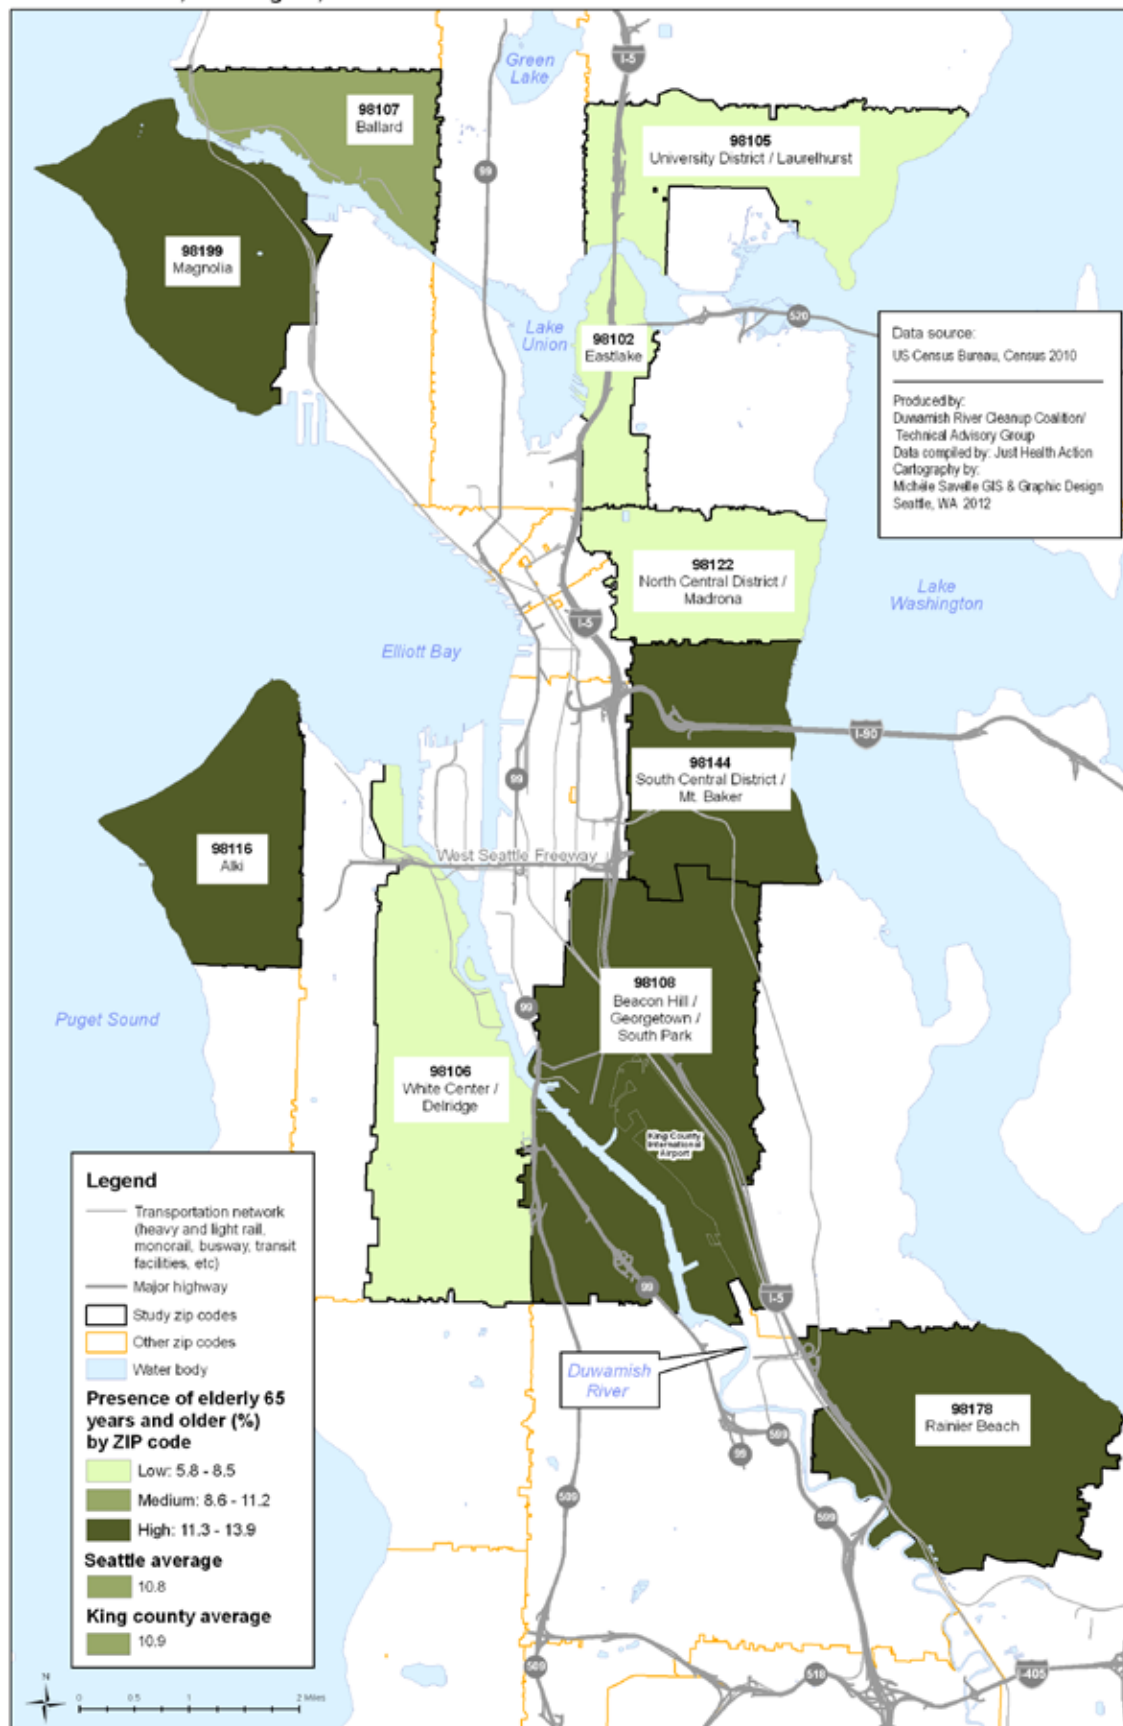 Green
Lake
I-5
98107
Ballard
98105
University District / Laurelhurst
99
98199
Magnolia
Lake
Union
98102
Eastlake
520
Data source:
US Census Bureau, Census 2010
Produced by:
Duwamish River Cleanup Coalition/
Technical Advisory Group
Data compiled by: Just Health Action
Cartography by:
Michele Savelle GIS & Graphic Design
Seattle, WA 2012
98122
North Central District /
Madrona
Lake
Washington
I-5
Elliott Bay
I-90
98144
South Central District /
Mt. Baker
99
98116
Alki
West Seattle Freeway
98108
Beacon Hill /
Georgetown /
South Park
99
Puget Sound
98106
White Center /
Delridge
King County
International
Airport
Legend
Transportation network
(heavy and light rail,
monorail, busway, transit
facilities, etc)
Major highway
Study zip codes
Other zip codes
Water body
Presence of elderly 65
years and older (%)
by ZIP code
Low: 5.8 - 8.5
Medium: 8.6 - 11.2
High: 11.3 - 13.9
Seattle average
10.8
King county average
10.9
99
I-5
Duwamish
River
98178
Rainier Beach
599
99
509
599
509
518
I-405
N
0 0.5 1 2 Miles